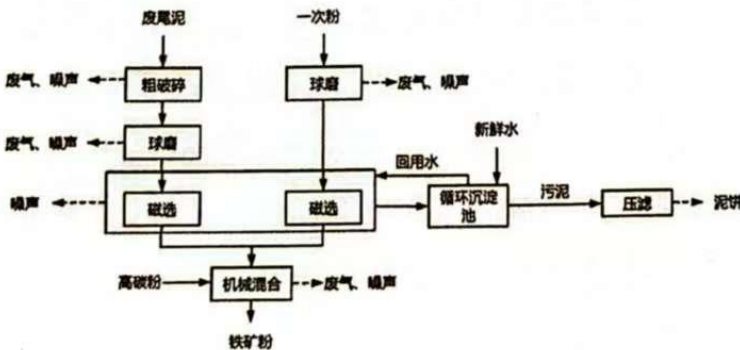 废尾泥
一次粉
废气、噪声
粗破碎
球磨
废气、噪声
新鲜水
废气、噪声
球磨
回用水
噪声
磁选
磁选
循环沉淀池
污泥
压滤
泥饼
高碳粉
机械混合
废气、噪声
铁矿粉